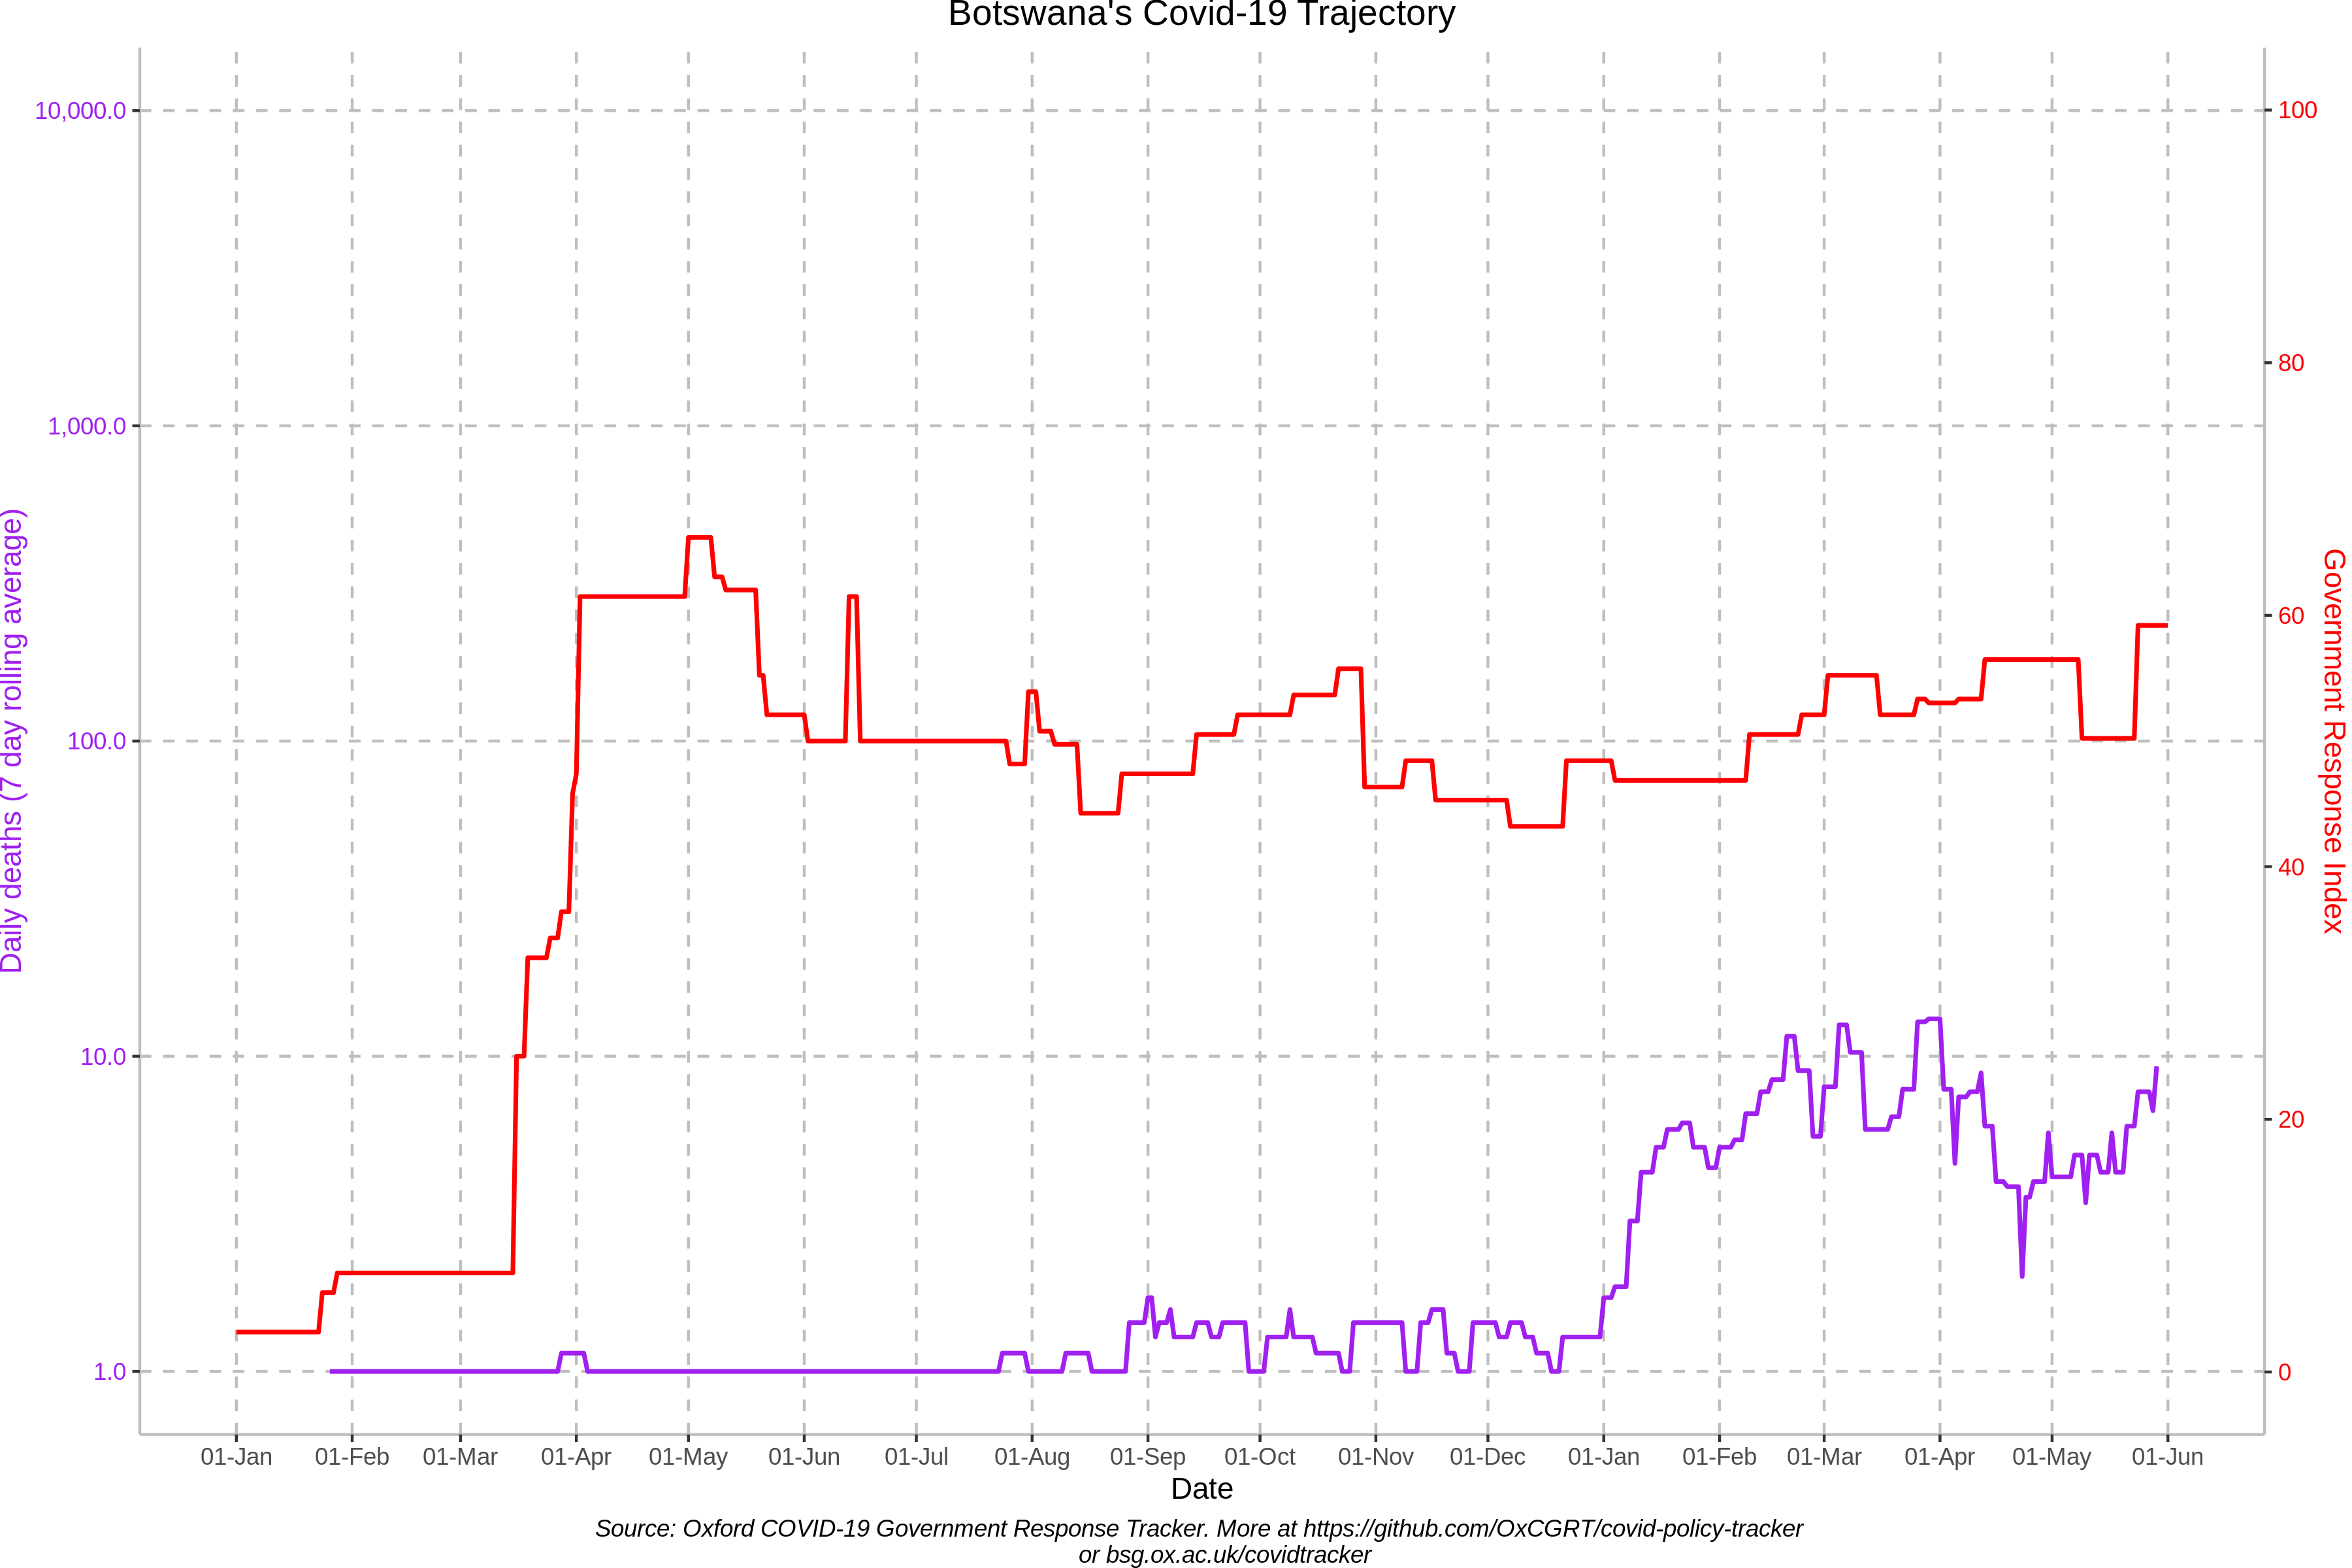 Botswana's Covid-19 Trajectory
10,000.0
1,000.0
100.0
10.0
1.0
Daily deaths (7 day rolling average)
100
80
60
40
20
0
Government Response Index
01-Jan 01-Feb 01-Mar 01-Apr 01-May 01-Jun 01-Jul 01-Aug 01-Sep 01-Oct 01-Nov 01-Dec 01-Jan 01-Feb 01-Mar 01-Apr 01-May 01-Jun
Date
Source: Oxford COVID-19 Government Response Tracker. More at https://github.com/OxCGRT/covid-policy-tracker
or bsg.ox.ac.uk/covidtracker